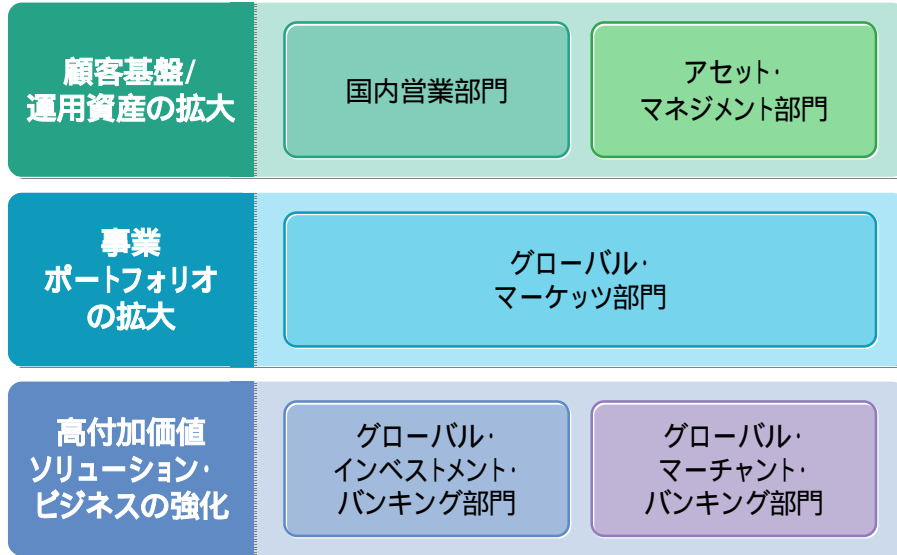 顧客基盤/
運用資産の拡大
国内営業部門
アセット・
マネジメント部門
事業
ポートフォリオ
の拡大
グローバル・
マーケッツ部門
高付加価値
ソリューション・
ビジネスの強化
グローバル・
インベストメント・
バンキング部門
グローバル・
マーチャント・
バンキング部門